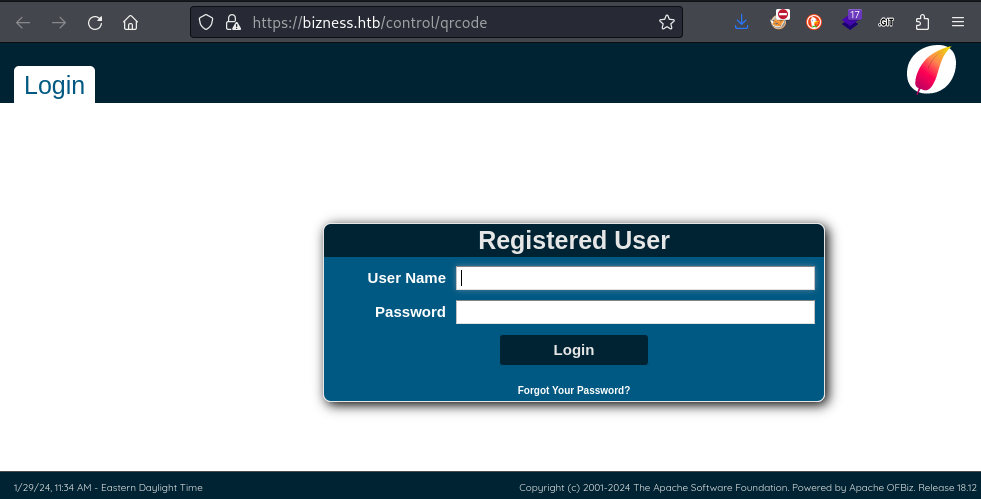 https://bizness.htb/control/qrcode
17
.GIT
Login
Registered User
User Name
Password
Login
Forgot Your Password?
1/29/24, 11:34 AM - Eastern Daylight Time
Copyright (c) 2001-2024 The Apache Software Foundation. Powered by Apache OFBiz. Release 18.12